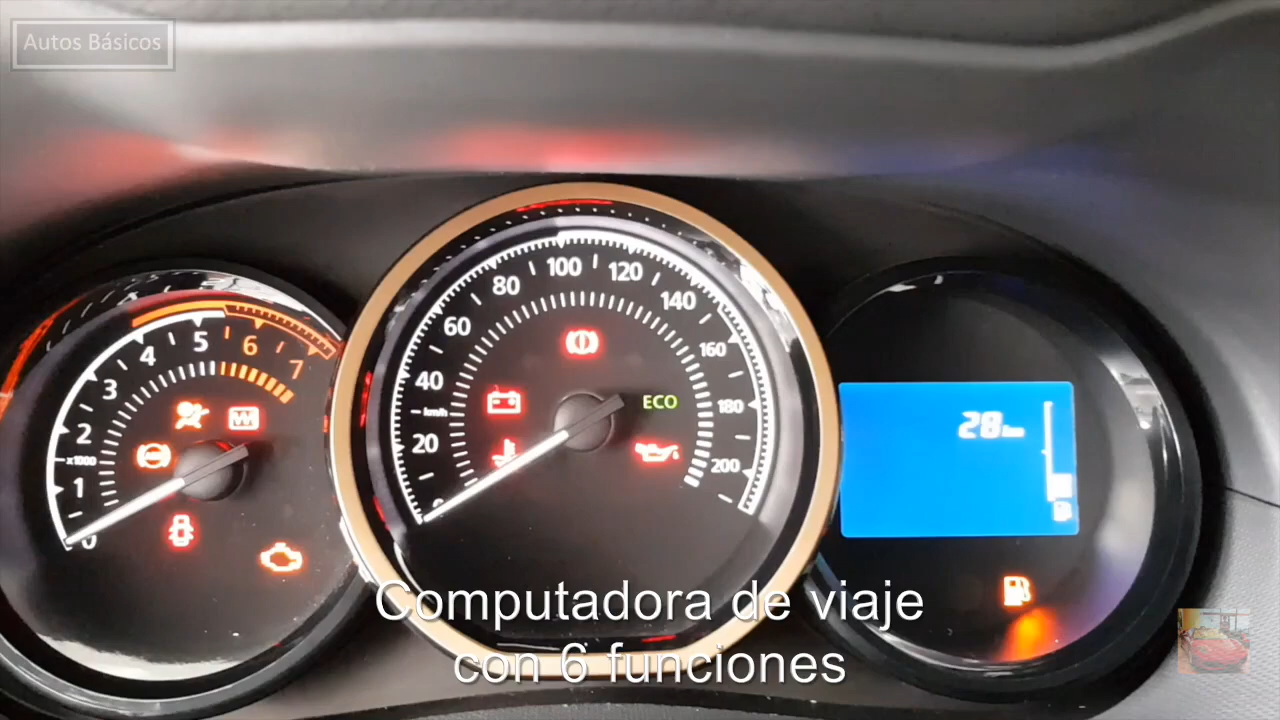 Autos Básicos
1
2
3
4
5
6
7
x1000
0
20
40
60
80
100
120
140
160
180
200
km/h
ECO
28 km
Computadora de viaje
con 6 funciones